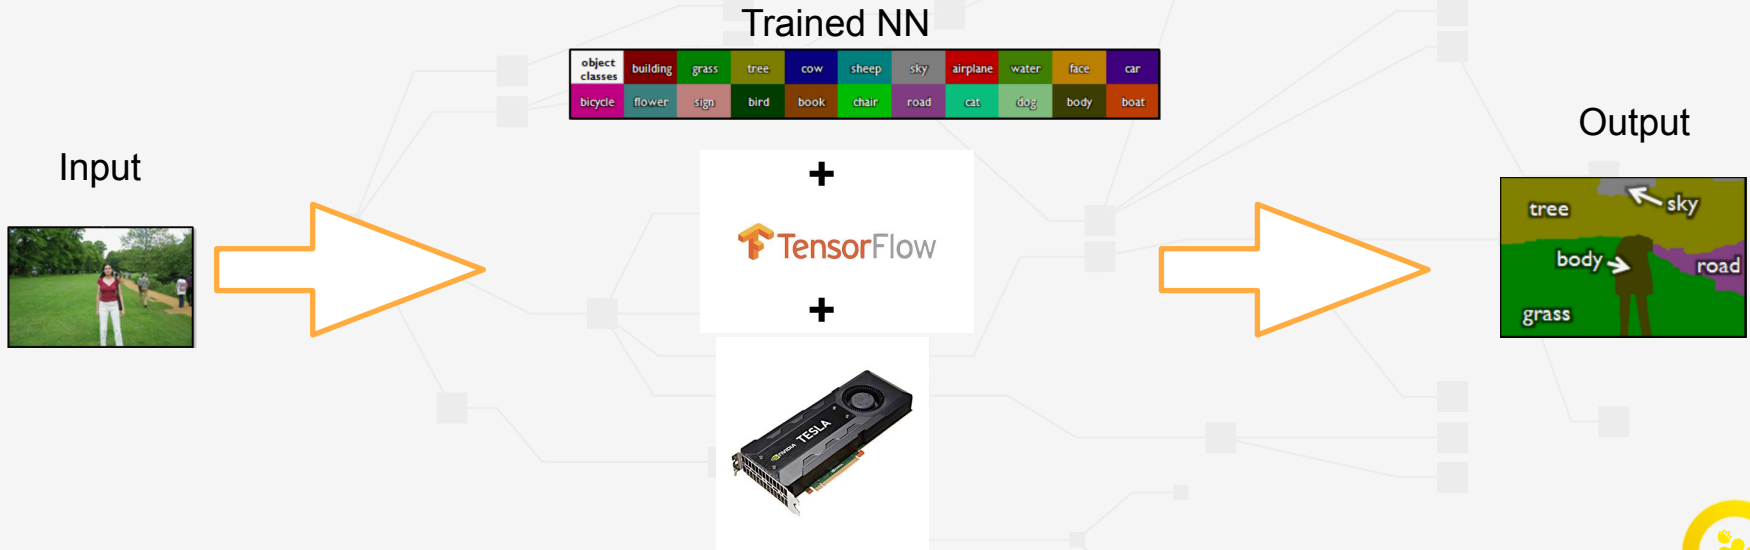 Trained NN
object classes building grass tree cow sheep sky airplane water face car
bicycle flower sign bird book chair road cat dog body boat
Input
+
TensorFlow
+
NVIDIA TESLA
Output
tree sky
body road
grass